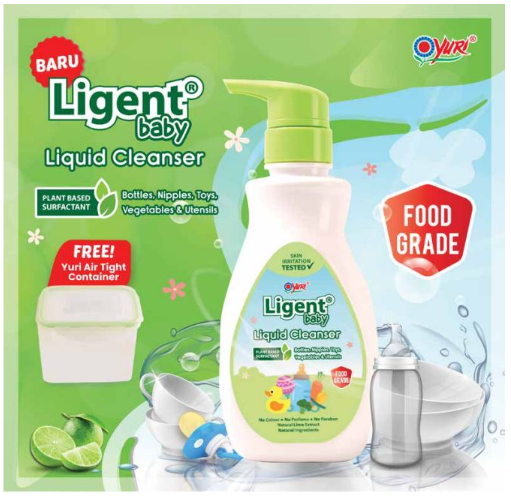 BARU
YURI®
Ligent®
baby
Liquid Cleanser
PLANT BASED
SURFACTANT
Bottles, Nipples, Toys,
Vegetables & Utensils
FOOD
GRADE
FREE!
Yuri Air Tight
Container
SKIN
IRRITATION
TESTED
YURI
Ligent®
baby
Liquid Cleanser
PLANT BASED
SURFACTANT
Bottles, Nipples, Toys,
Vegetables & Utensils
FOOD
GRADE
No Colour • No Perfume • No Paraben
Natural Lime Extract
Natural Ingredients